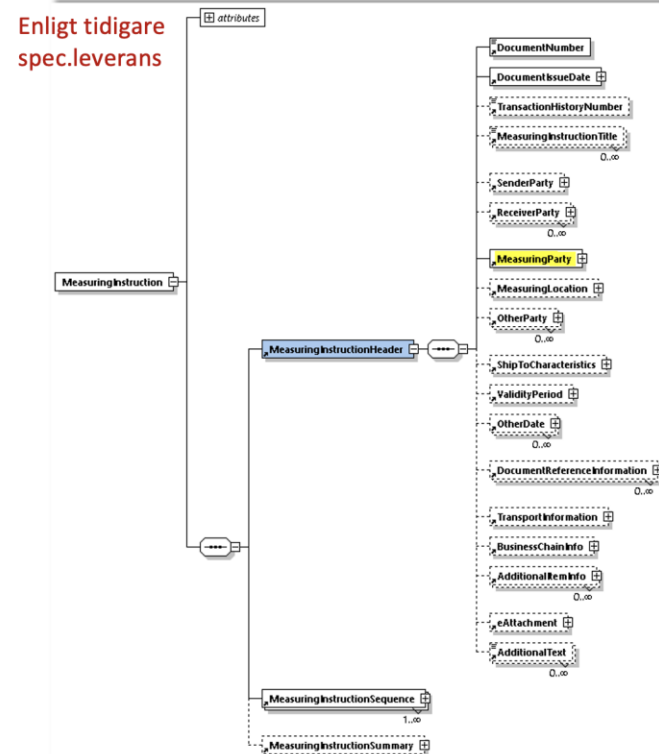 Enligt tidigare
spec.leverans
attributes
DocumentNumber
DocumentIssueDate
TransactionHistoryNumber
MeasuringInstructionTitle
0..∞
SenderParty
ReceiverParty
0..∞
MeasuringParty
MeasuringInstruction
MeasuringLocation
OtherParty
0..∞
MeasuringInstructionHeader
ShipToCharacteristics
ValidityPeriod
OtherDate
0..∞
DocumentReferenceInformation
0..∞
TransportInformation
BusinessChainInfo
AdditionalItemInfo
0..∞
eAttachment
AdditionalText
0..∞
MeasuringInstructionSequence
1..∞
MeasuringInstructionSummary